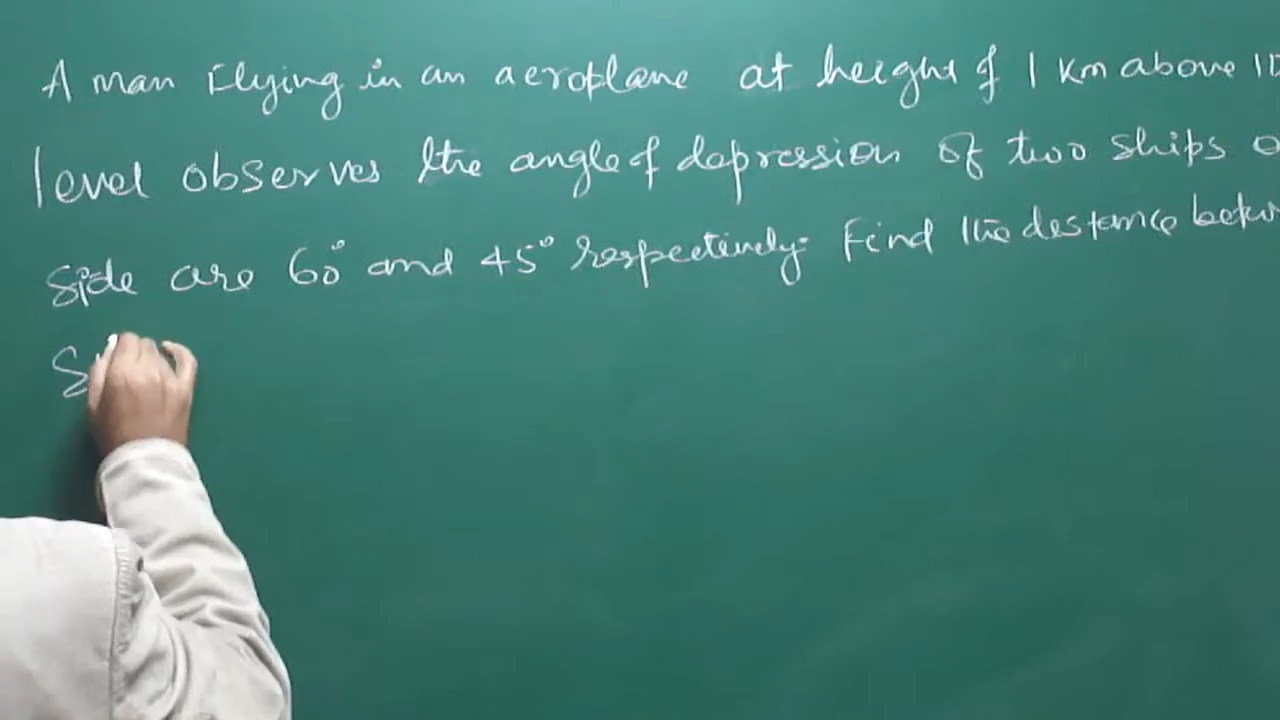 A man flying in an aeroplane at height of 1 Km above
level observes the angle of depression of two ships
side are 60° and 45° respectively. Find the distance
S